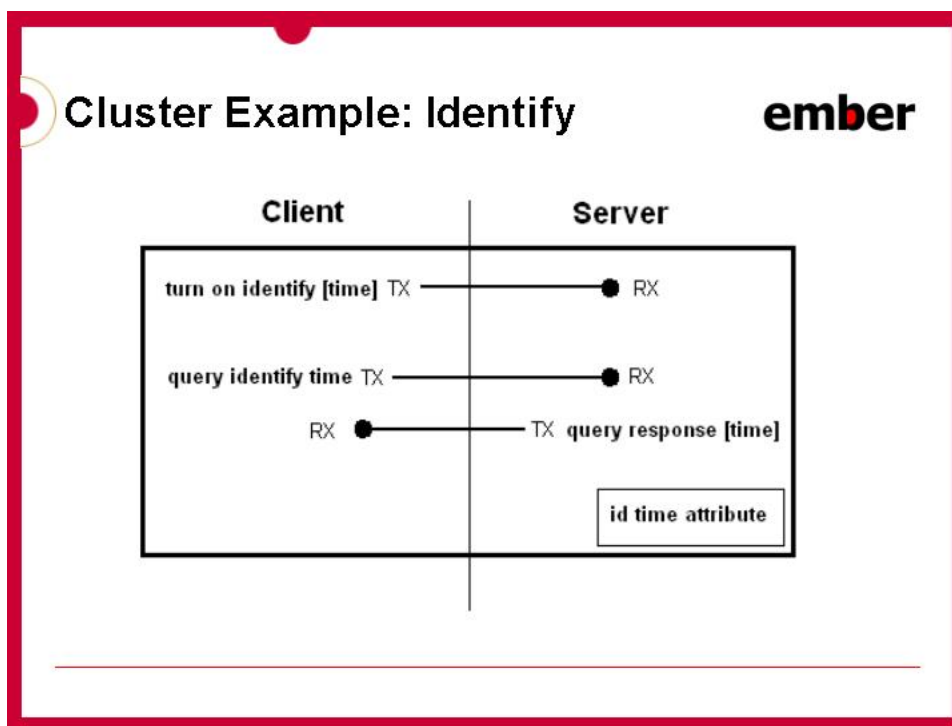 Cluster Example: Identify
ember
Client
Server
turn on identify [time] TX
RX
query identify time TX
RX
RX
TX query response [time]
id time attribute